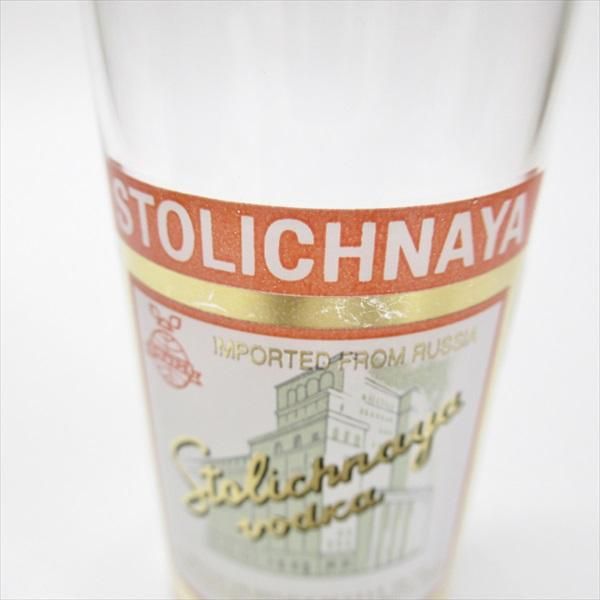 STOLICHNAYA
IMPORTED FROM RUSSIA
Stolichnaya
vodka